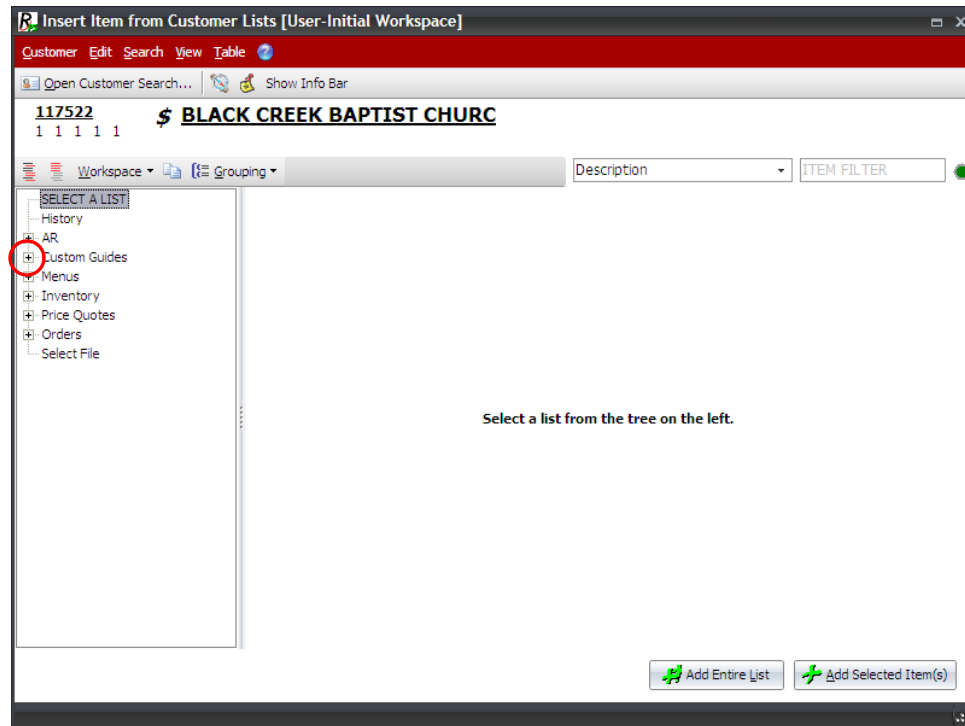 Insert Item from Customer Lists [User-Initial Workspace]
Customer Edit Search View Table
Open Customer Search... Show Info Bar
117522 $ BLACK CREEK BAPTIST CHURC
1 1 1 1 1
Workspace Grouping Description ITEM FILTER
SELECT A LIST
History
AR
Custom Guides
Menus
Inventory
Price Quotes
Orders
Select File
Select a list from the tree on the left.
Add Entire List Add Selected Item(s)